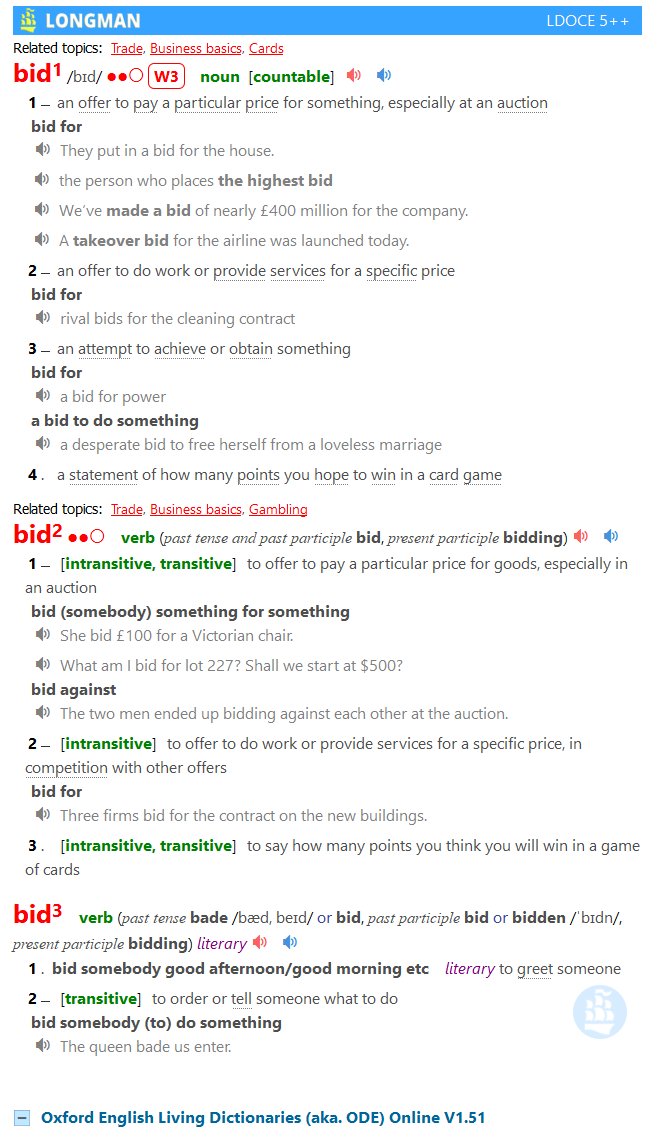 LONGMAN LDOCE 5++
Related topics: Trade, Business basics, Cards
bid1 /bɪd/ ●●○ W3 noun [countable]
1 – an offer to pay a particular price for something, especially at an auction
bid for
They put in a bid for the house.
the person who places the highest bid
We’ve made a bid of nearly £400 million for the company.
A takeover bid for the airline was launched today.
2 – an offer to do work or provide services for a specific price
bid for
rival bids for the cleaning contract
3 – an attempt to achieve or obtain something
bid for
a bid for power
a bid to do something
a desperate bid to free herself from a loveless marriage
4 . a statement of how many points you hope to win in a card game
Related topics: Trade, Business basics, Gambling
bid2 ●●○ verb (past tense and past participle bid, present participle bidding)
1 – [intransitive, transitive] to offer to pay a particular price for goods, especially in
an auction
bid (somebody) something for something
She bid £100 for a Victorian chair.
What am I bid for lot 227? Shall we start at $500?
bid against
The two men ended up bidding against each other at the auction.
2 – [intransitive] to offer to do work or provide services for a specific price, in
competition with other offers
bid for
Three firms bid for the contract on the new buildings.
3 . [intransitive, transitive] to say how many points you think you will win in a game
of cards
bid3 verb (past tense bade /bæd, beɪd/ or bid, past participle bid or bidden /ˈbɪdn/,
present participle bidding) literary
1 . bid somebody good afternoon/good morning etc literary to greet someone
2 – [transitive] to order or tell someone what to do
bid somebody (to) do something
The queen bade us enter.
Oxford English Living Dictionaries (aka. ODE) Online V1.51